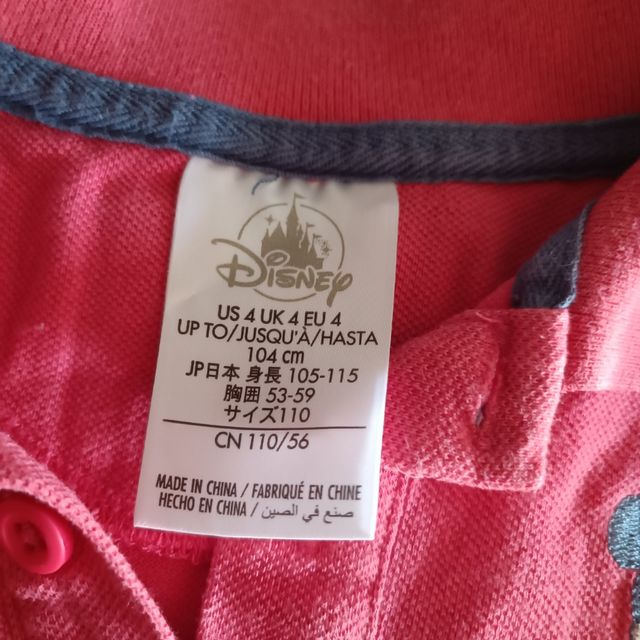 Disney
US 4 UK 4 EU 4
UP TO/JUSQU'À/HASTA
104 cm
JP日本 身長 105-115
胸囲 53-59
サイズ110
CN 110/56
MADE IN CHINA / FABRIQUÉ EN CHINE
HECHO EN CHINA / صنع في الصين